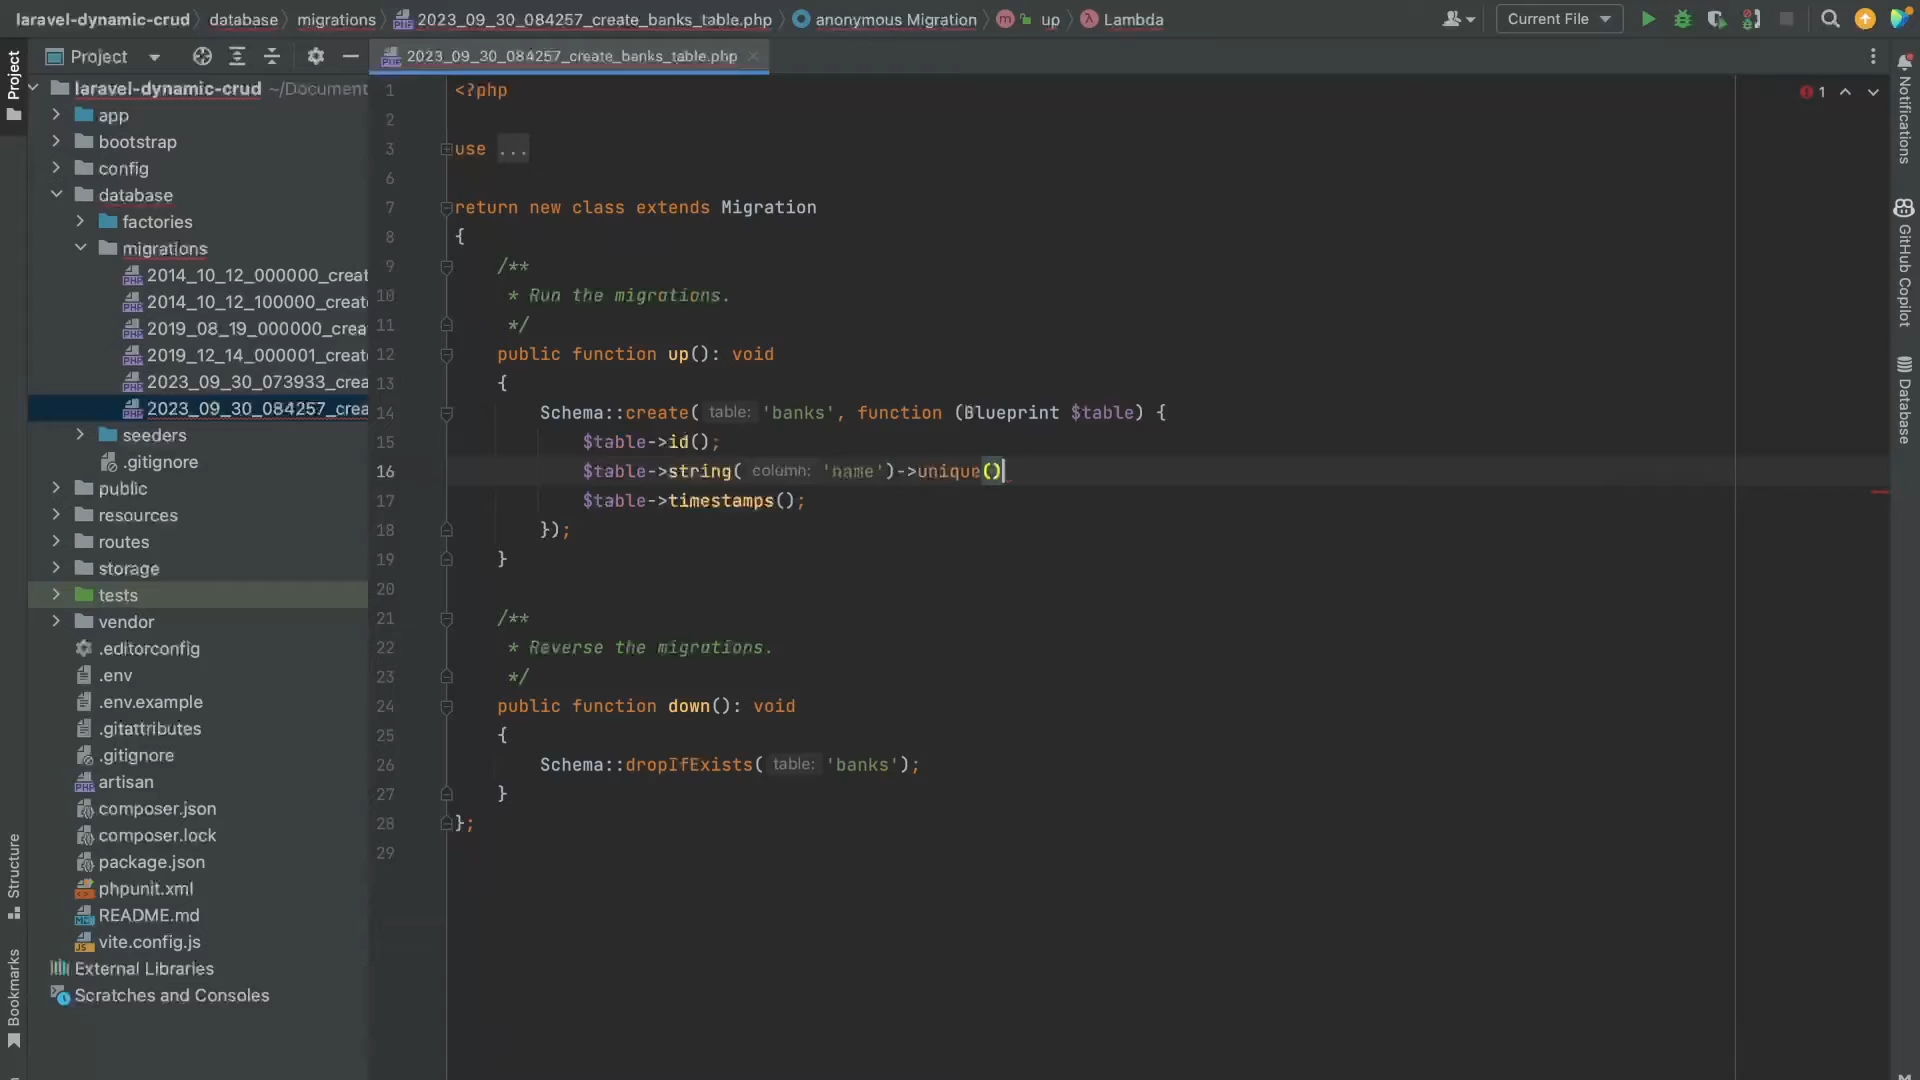 laravel-dynamic-crud database migrations 2023_09_30_084257_create_banks_table.php anonymous Migration up Lambda Current File
Project
2023_09_30_084257_create_banks_table.php
laravel-dynamic-crud ~/Document
app
bootstrap
config
database
factories
migrations
2014_10_12_000000_creat
2014_10_12_100000_create
2019_08_19_000000_crea
2019_12_14_000001_create
2023_09_30_073933_crea
2023_09_30_084257_crea
seeders
.gitignore
public
resources
routes
storage
tests
vendor
.editorconfig
.env
.env.example
.gitattributes
.gitignore
artisan
composer.json
composer.lock
package.json
phpunit.xml
README.md
vite.config.js
External Libraries
Scratches and Consoles
1 <?php
2
3 use ...
6
7 return new class extends Migration
8 {
9 /**
10 * Run the migrations.
11 */
12 public function up(): void
13 {
14 Schema::create( table: 'banks', function (Blueprint $table) {
15 $table->id();
16 $table->string( column: 'name')->unique()
17 $table->timestamps();
18 });
19 }
20
21 /**
22 * Reverse the migrations.
23 */
24 public function down(): void
25 {
26 Schema::dropIfExists( table: 'banks');
27 }
28 };
29
1
Project
Structure
Bookmarks
Notifications
GitHub Copilot
Database